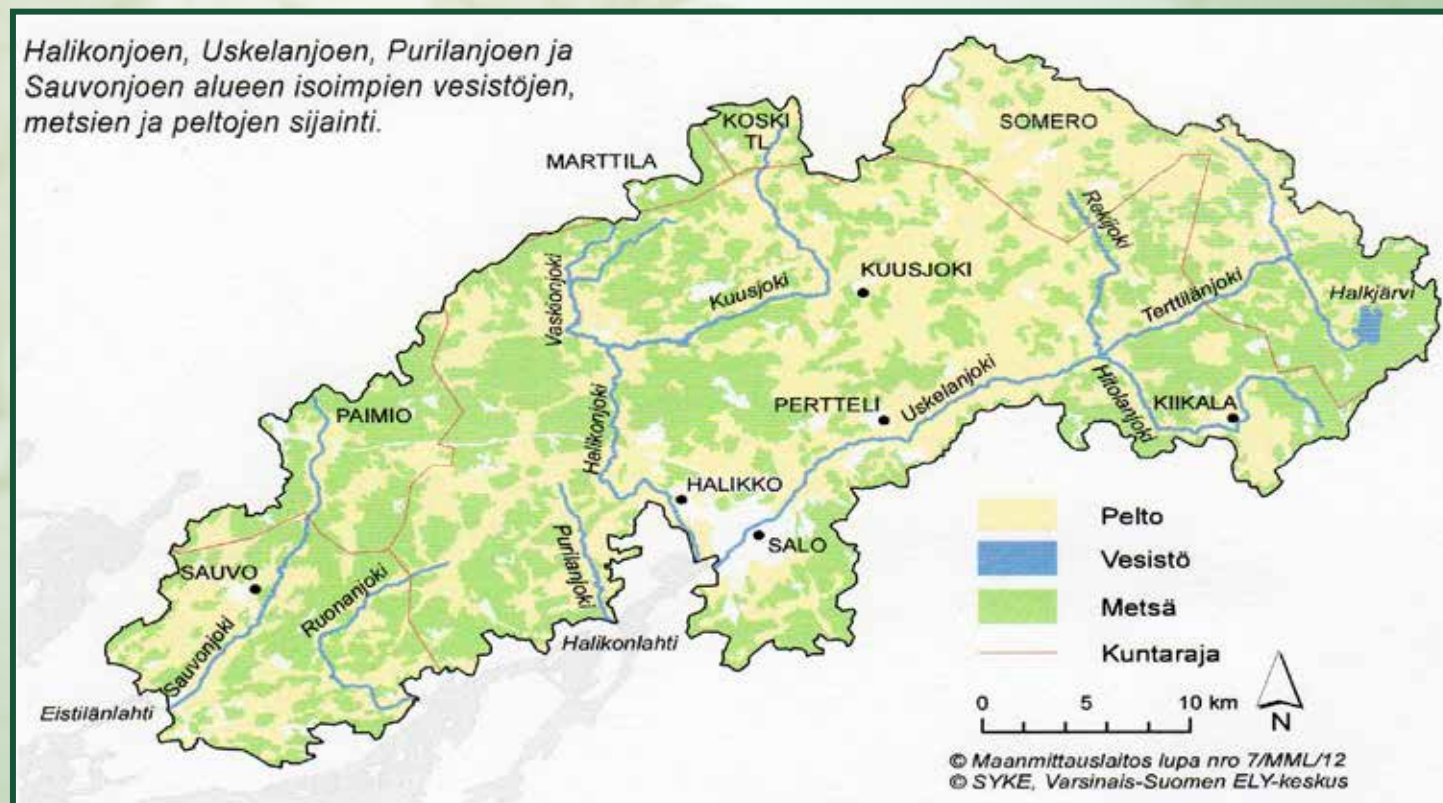 Halikonjoen, Uskelanjoen, Purilanjoen ja
Sauvonjoen alueen isoimpien vesistöjen,
metsien ja peltojen sijainti.
KOSKI
TL
SOMERO
MARTTILA
Rekijoki
KUUSJOKI
Kuusjoki
Vaskionjoki
Terttilänjoki
Halkjärvi
Uskelanjoki
PERTTELI
Hitolanjoki
KIIKALA
PAIMIO
Halikonjoki
HALIKKO
SALO
Purilanjoki
SAUVO
Ruonanjoki
Sauvonjoki
Halikonlahti
Eistilänlahti
Pelto
Vesistö
Metsä
Kuntaraja
0 5 10 km
N
© Maanmittauslaitos lupa nro 7/MML/12
© SYKE, Varsinais-Suomen ELY-keskus